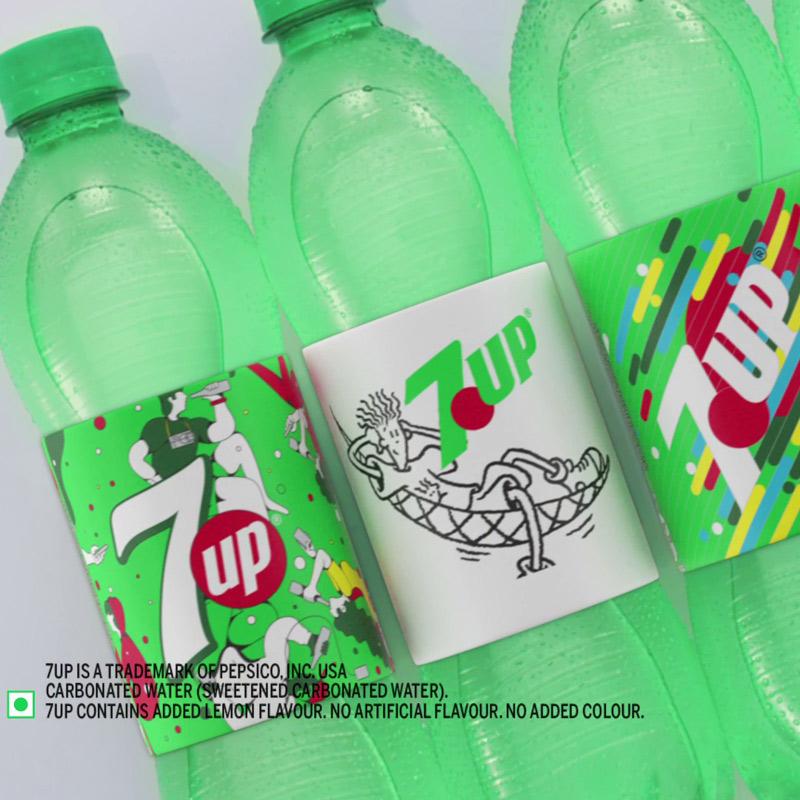 7up
7UP®
7UP®
7UP IS A TRADEMARK OF PEPSICO, INC. USA
CARBONATED WATER (SWEETENED CARBONATED WATER).
7UP CONTAINS ADDED LEMON FLAVOUR. NO ARTIFICIAL FLAVOUR. NO ADDED COLOUR.